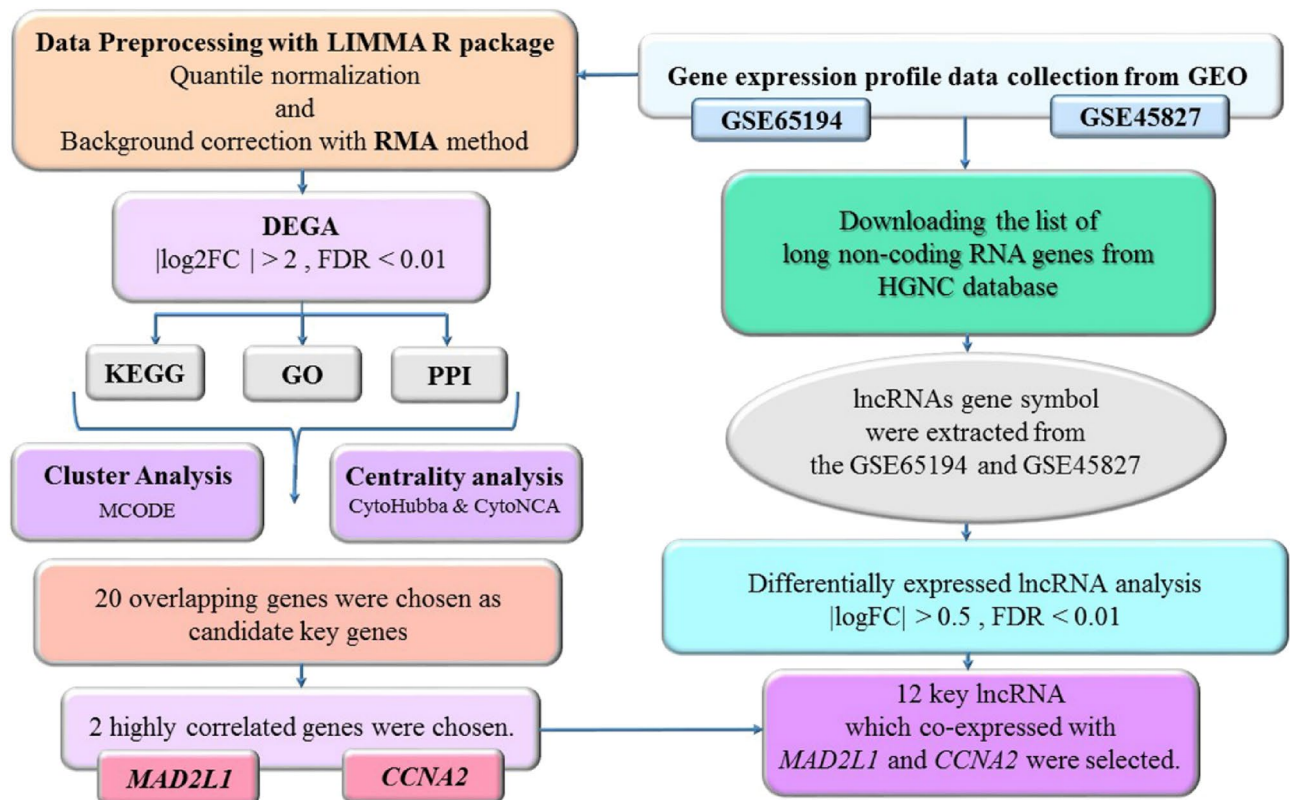 Data Preprocessing with LIMMA R package
Quantile normalization
and
Background correction with RMA method
Gene expression profile data collection from GEO
GSE65194
GSE45827
DEGA
|log2FC | > 2 , FDR < 0.01
KEGG
GO
PPI
Cluster Analysis
MCODE
Centrality analysis
CytoHubba & CytoNCA
20 overlapping genes were chosen as
candidate key genes
2 highly correlated genes were chosen.
MAD2L1
CCNA2
Downloading the list of
long non-coding RNA genes from
HGNC database
lncRNAs gene symbol
were extracted from
the GSE65194 and GSE45827
Differentially expressed lncRNA analysis
|logFC| > 0.5 , FDR < 0.01
12 key lncRNA
which co-expressed with
MAD2L1 and CCNA2 were selected.